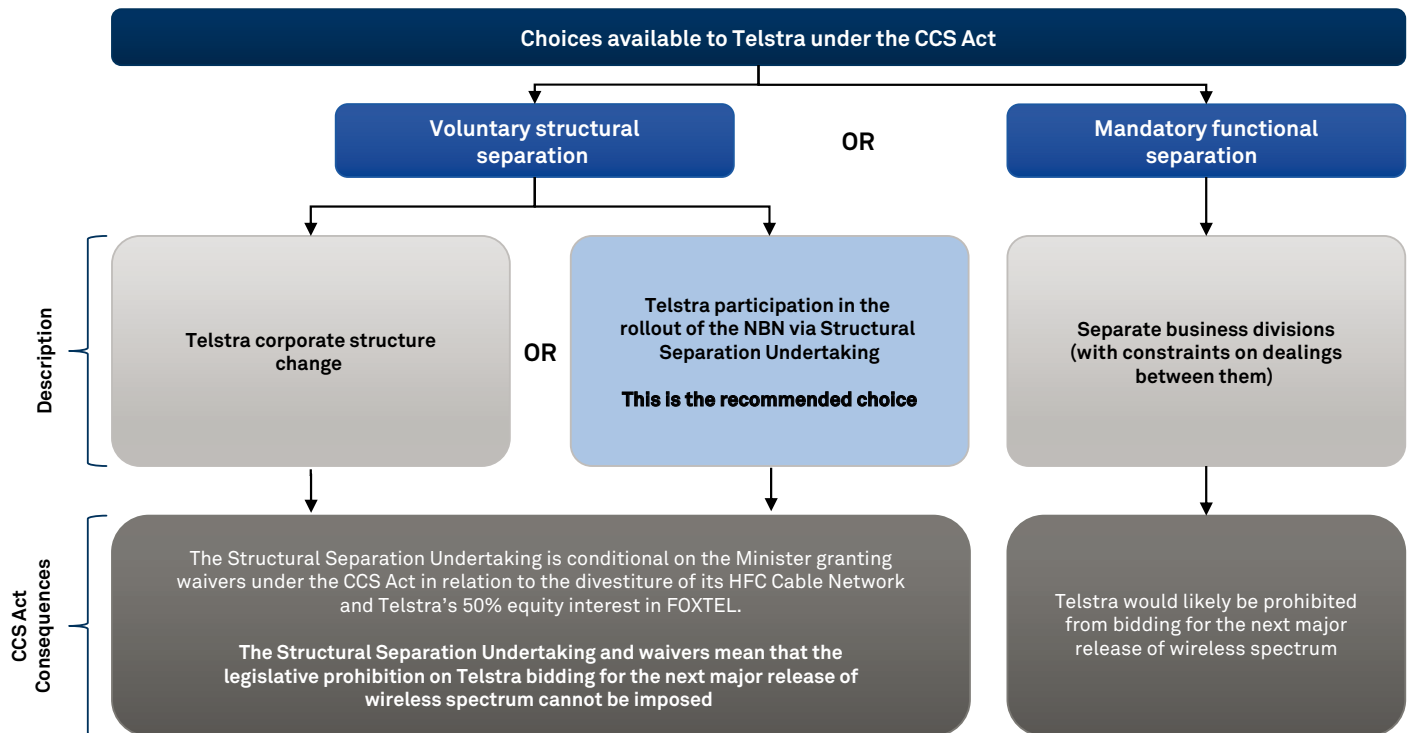 Choices available to Telstra under the CCS Act
Voluntary structural
separation
OR
Mandatory functional
separation
Description
Telstra corporate structure
change
OR
Telstra participation in the
rollout of the NBN via Structural
Separation Undertaking
This is the recommended choice
Separate business divisions
(with constraints on dealings
between them)
CCS Act
Consequences
The Structural Separation Undertaking is conditional on the Minister granting
waivers under the CCS Act in relation to the divestiture of its HFC Cable Network
and Telstra's 50% equity interest in FOXTEL.
The Structural Separation Undertaking and waivers mean that the
legislative prohibition on Telstra bidding for the next major release of
wireless spectrum cannot be imposed
Telstra would likely be prohibited
from bidding for the next major
release of wireless spectrum